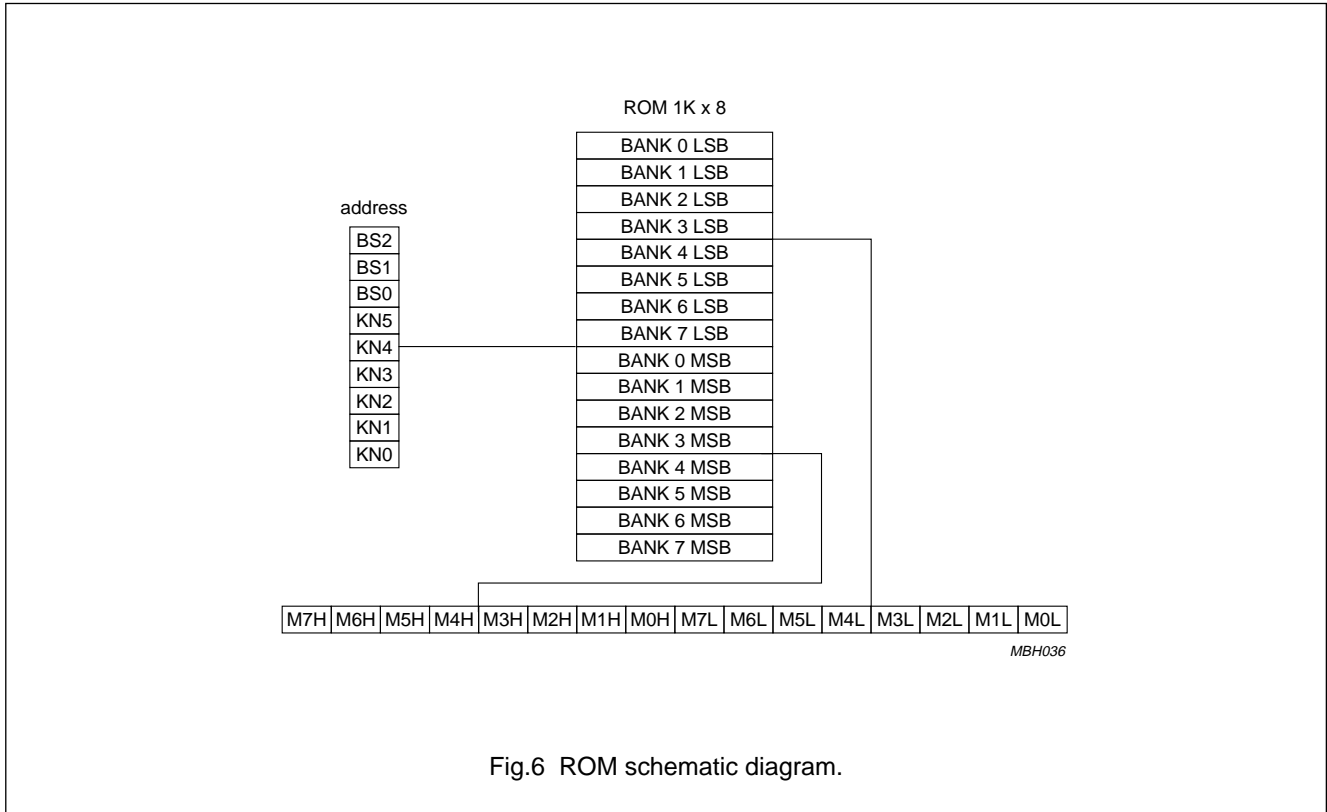 ROM 1K x 8
BANK 0 LSB
BANK 1 LSB
BANK 2 LSB
BANK 3 LSB
BANK 4 LSB
BANK 5 LSB
BANK 6 LSB
BANK 7 LSB
BANK 0 MSB
BANK 1 MSB
BANK 2 MSB
BANK 3 MSB
BANK 4 MSB
BANK 5 MSB
BANK 6 MSB
BANK 7 MSB
address
BS2
BS1
BS0
KN5
KN4
KN3
KN2
KN1
KN0
M7H M6H M5H M4H M3H M2H M1H M0H M7L M6L M5L M4L M3L M2L M1L M0L
MBH036
Fig.6 ROM schematic diagram.